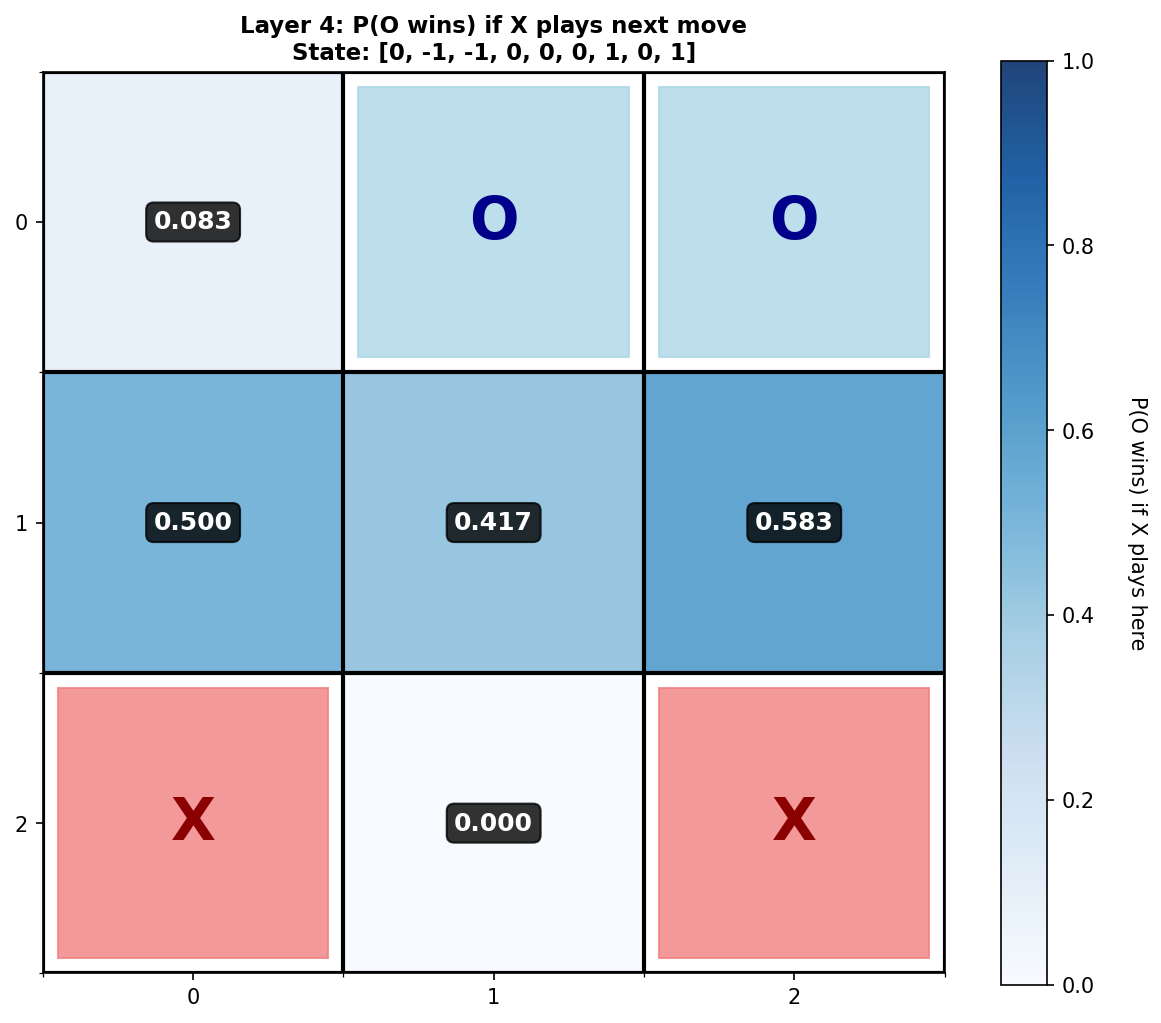 Layer 4: P(O wins) if X plays next move
State: [0, -1, -1, 0, 0, 0, 1, 0, 1]
0.083
O
O
0
0.500
0.417
0.583
1
X
0.000
X
2
0
1
2
1.0
0.8
0.6
0.4
0.2
0.0
P(O wins) if X plays here